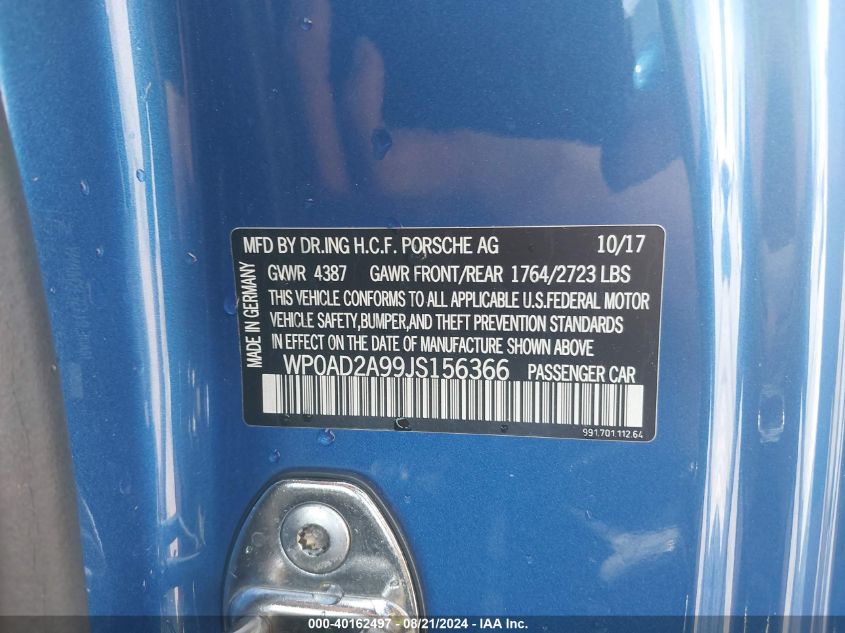 MFD BY DR.ING H.C.F. PORSCHE AG 10/17
GVWR 4387 GAWR FRONT/REAR 1764/2723 LBS
THIS VEHICLE CONFORMS TO ALL APPLICABLE U.S.FEDERAL MOTOR
VEHICLE SAFETY,BUMPER,AND THEFT PREVENTION STANDARDS
IN EFFECT ON THE DATE OF MANUFACTURE SHOWN ABOVE.
MADE IN GERMANY
WP0AD2A99JS156366 PASSENGER CAR
991.701.112.64
000-40162497 - 08/21/2024 - IAA, Inc.